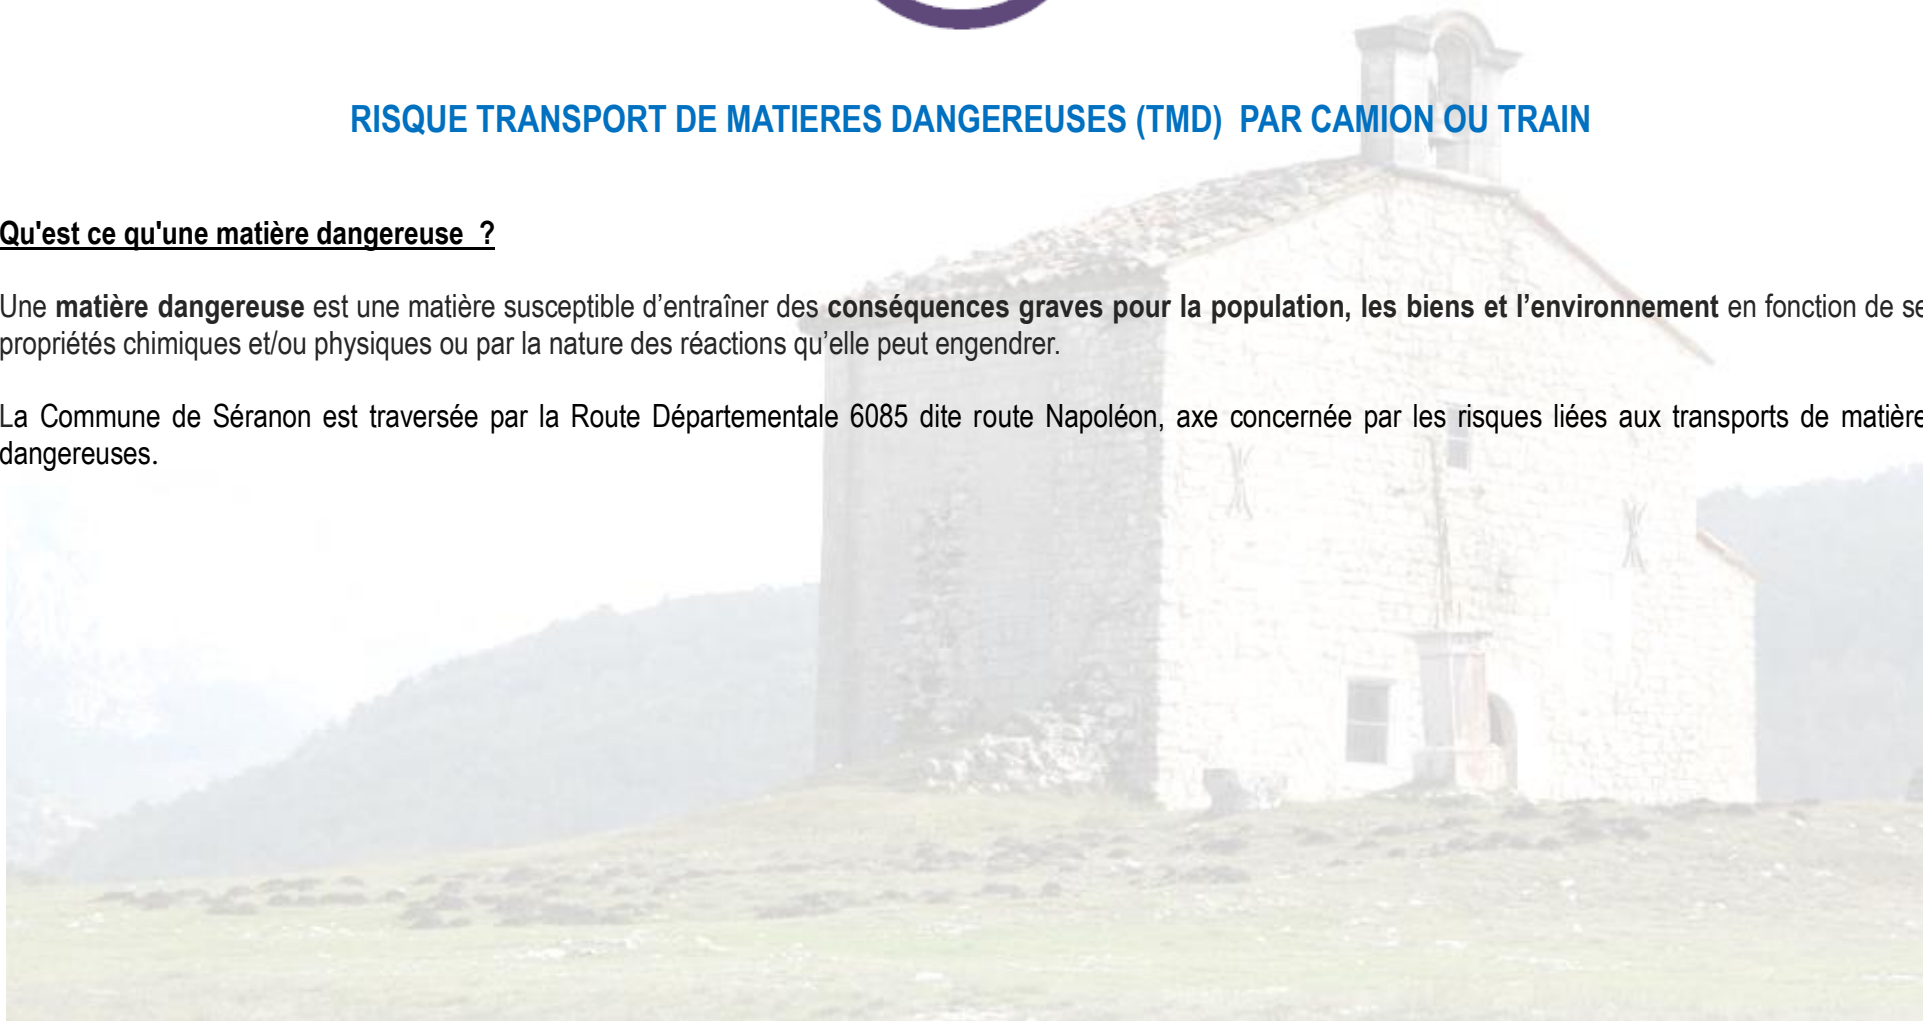 RISQUE TRANSPORT DE MATIERES DANGEREUSES (TMD) PAR CAMION OU TRAIN
Qu'est ce qu'une matière dangereuse ?
Une matière dangereuse est une matière susceptible d’entraîner des conséquences graves pour la population, les biens et l’environnement en fonction de se
propriétés chimiques et/ou physiques ou par la nature des réactions qu’elle peut engendrer.
La Commune de Séranon est traversée par la Route Départementale 6085 dite route Napoléon, axe concernée par les risques liées aux transports de matière
dangereuses.